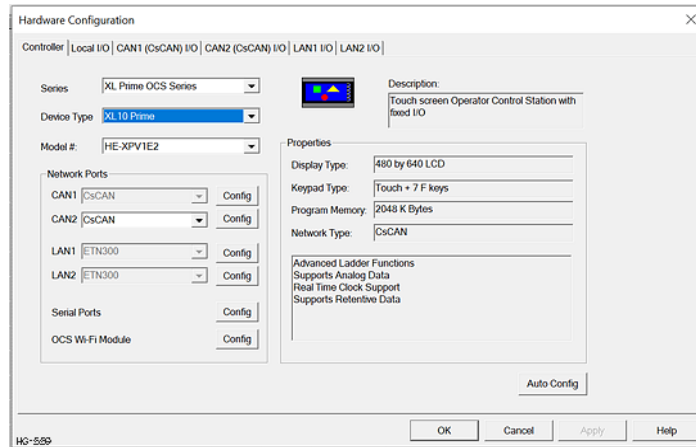 Hardware Configuration
Controller Local I/O CAN1 (CsCAN) I/O CAN2 (CsCAN) I/O LAN1 I/O LAN2 I/O
Series XL Prime OCS Series
Device Type XL10 Prime
Model #: HE-XPV1E2
Description:
Touch screen Operator Control Station with
fixed I/O
Network Ports
CAN1 CsCAN Config
CAN2 CsCAN Config
LAN1 ETN300 Config
LAN2 ETN300 Config
Serial Ports Config
OCS Wi-Fi Module Config
Properties
Display Type: 480 by 640 LCD
Keypad Type: Touch + 7 F keys
Program Memory: 2048 K Bytes
Network Type: CsCAN
Advanced Ladder Functions
Supports Analog Data
Real Time Clock Support
Supports Retentive Data
Auto Config
OK Cancel Apply Help